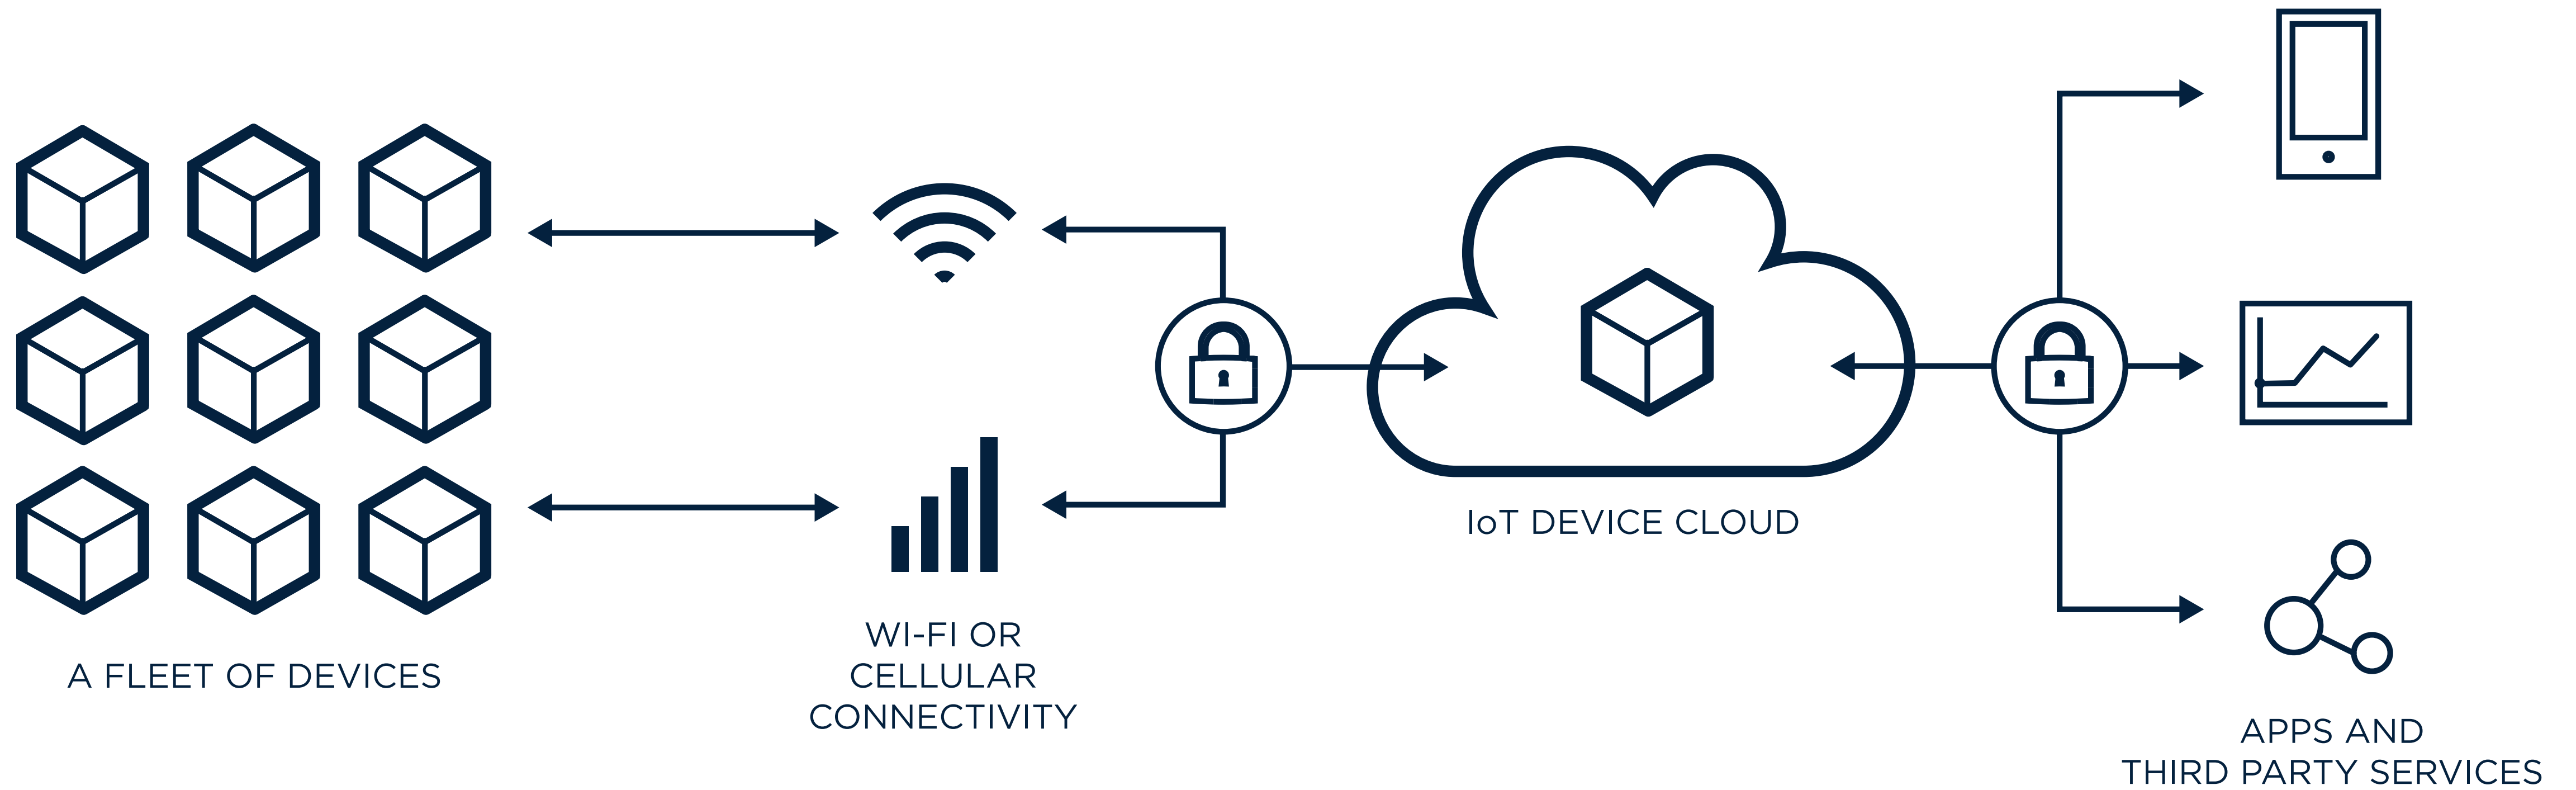 A FLEET OF DEVICES
WI-FI OR
CELLULAR
CONNECTIVITY
IoT DEVICE CLOUD
APPS AND
THIRD PARTY SERVICES